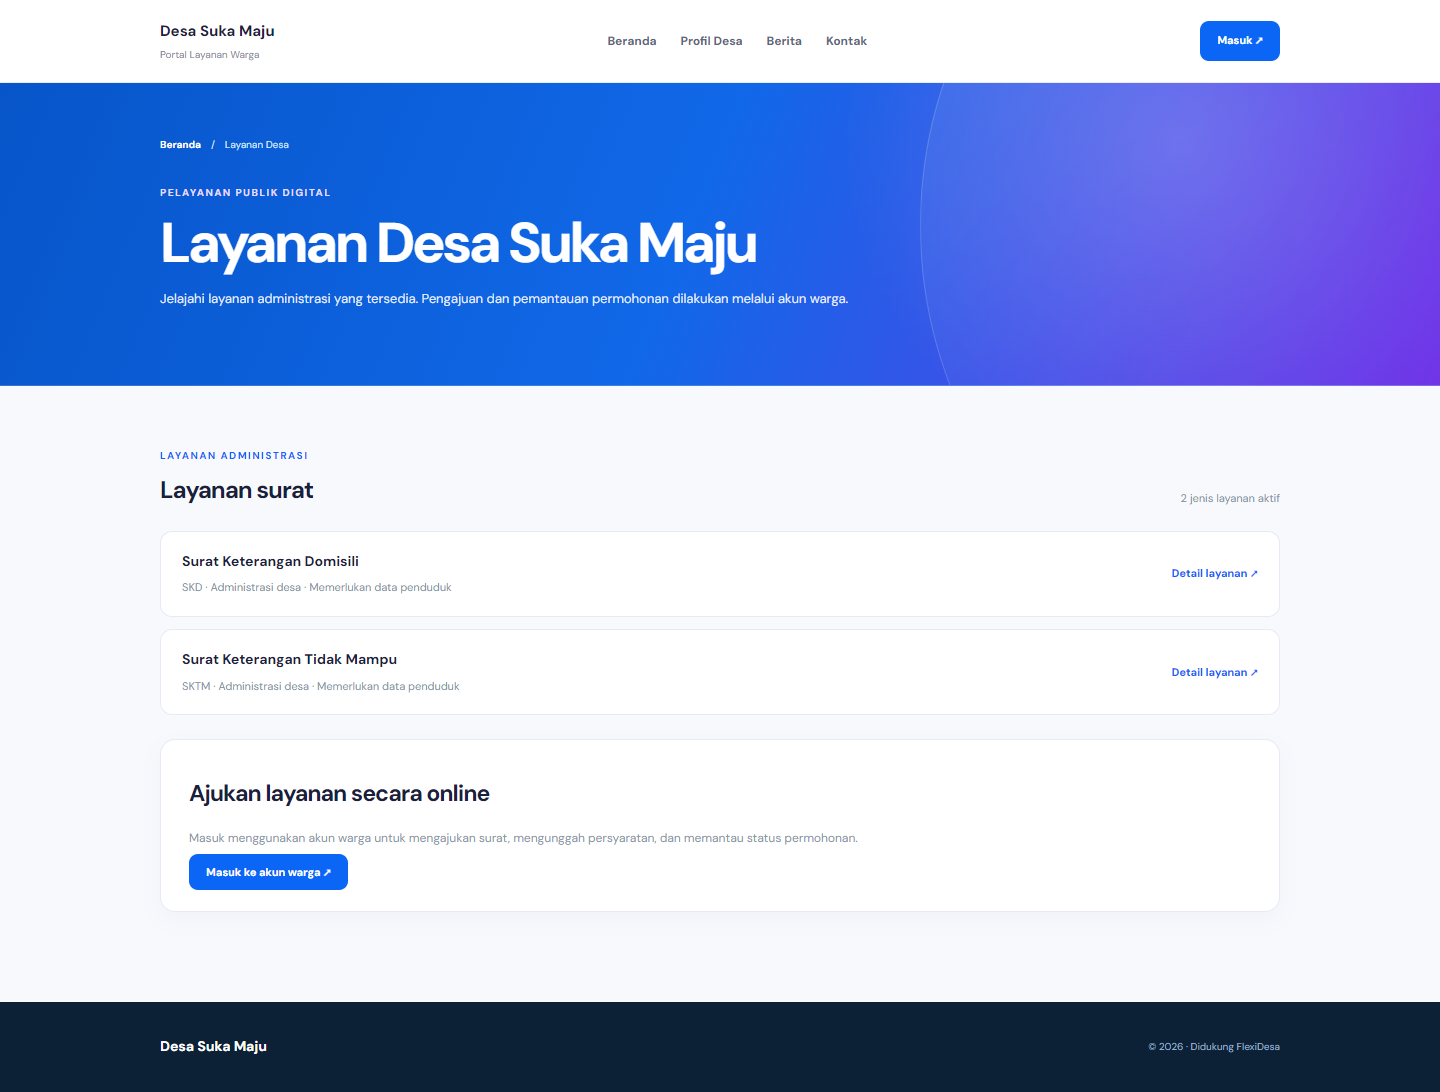 Desa Suka Maju
Portal Layanan Warga
Beranda Profil Desa Berita Kontak
Masuk ↗
Beranda / Layanan Desa
PELAYANAN PUBLIK DIGITAL
Layanan Desa Suka Maju
Jelajahi layanan administrasi yang tersedia. Pengajuan dan pemantauan permohonan dilakukan melalui akun warga.
LAYANAN ADMINISTRASI
Layanan surat
2 jenis layanan aktif
Surat Keterangan Domisili
SKD · Administrasi desa · Memerlukan data penduduk
Detail layanan ↗
Surat Keterangan Tidak Mampu
SKTM · Administrasi desa · Memerlukan data penduduk
Detail layanan ↗
Ajukan layanan secara online
Masuk menggunakan akun warga untuk mengajukan surat, mengunggah persyaratan, dan memantau status permohonan.
Masuk ke akun warga ↗
Desa Suka Maju
© 2026 · Didukung FlexiDesa